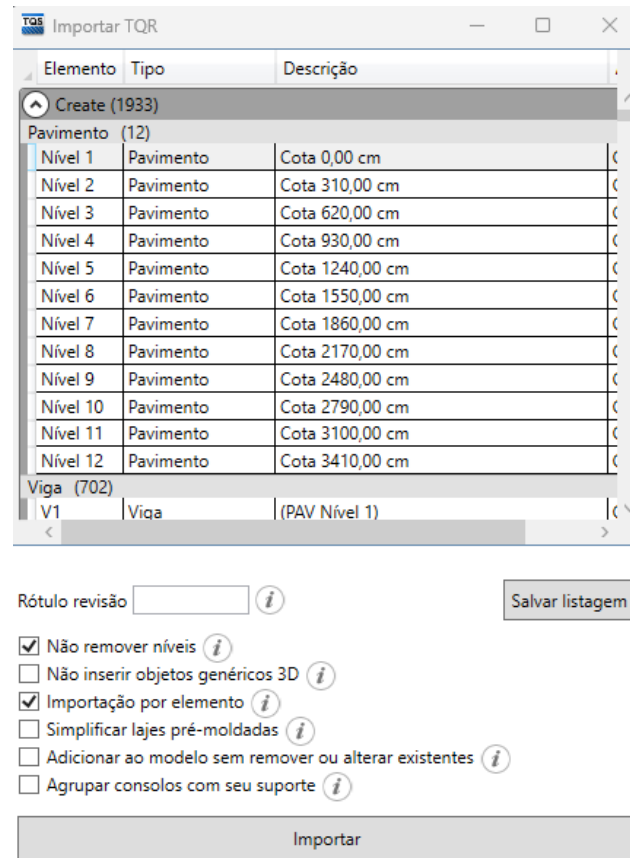 TQS Importar TQR
Elemento Tipo Descrição
Create (1933)
Pavimento (12)
Nível 1 Pavimento Cota 0,00 cm
Nível 2 Pavimento Cota 310,00 cm
Nível 3 Pavimento Cota 620,00 cm
Nível 4 Pavimento Cota 930,00 cm
Nível 5 Pavimento Cota 1240,00 cm
Nível 6 Pavimento Cota 1550,00 cm
Nível 7 Pavimento Cota 1860,00 cm
Nível 8 Pavimento Cota 2170,00 cm
Nível 9 Pavimento Cota 2480,00 cm
Nível 10 Pavimento Cota 2790,00 cm
Nível 11 Pavimento Cota 3100,00 cm
Nível 12 Pavimento Cota 3410,00 cm
Viga (702)
V1 Viga (PAV Nível 1)
Rótulo revisão i Salvar listagem
Não remover níveis i
Não inserir objetos genéricos 3D i
Importação por elemento i
Simplificar lajes pré-moldadas i
Adicionar ao modelo sem remover ou alterar existentes i
Agrupar consolos com seu suporte i
Importar